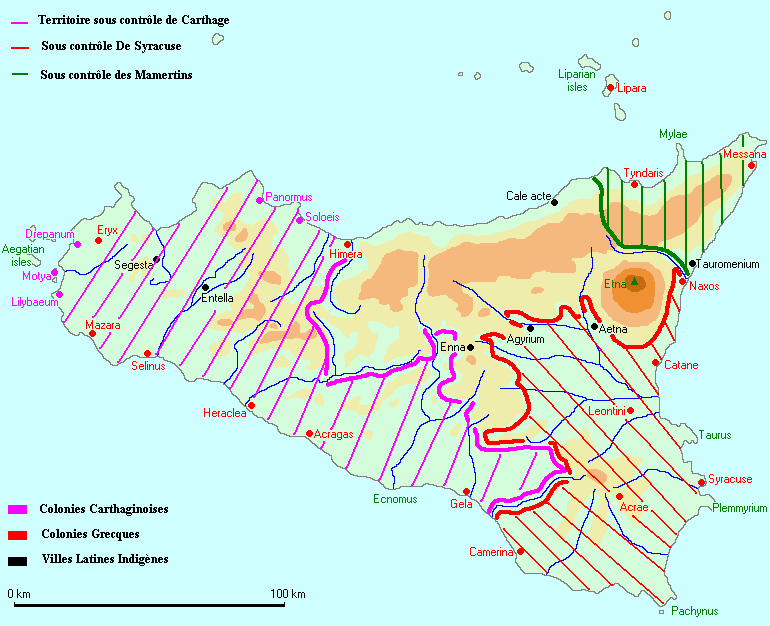 Territoire sous contrôle de Carthage
Sous contrôle De Syracuse
Sous contrôle des Mamertins
Liparian
isles
Lipara
Mylae
Messana
Tyndaris
Cale acte
Panormus
Soloeis
Drepanum
Eryx
Himera
Aegatian
isles
Segesta
Tauromenium
Motya
Etna
Naxos
Lilybaeum
Entella
Mazara
Aetna
Agyrium
Enna
Selinus
Catane
Heraclea
Leontini
Acragas
Taurus
Syracuse
Ecnomus
Gela
Acrae
Plemmyrium
Camerina
Pachynus
Colonies Carthaginoises
Colonies Grecques
Villes Latines Indigènes
0 km
100 km